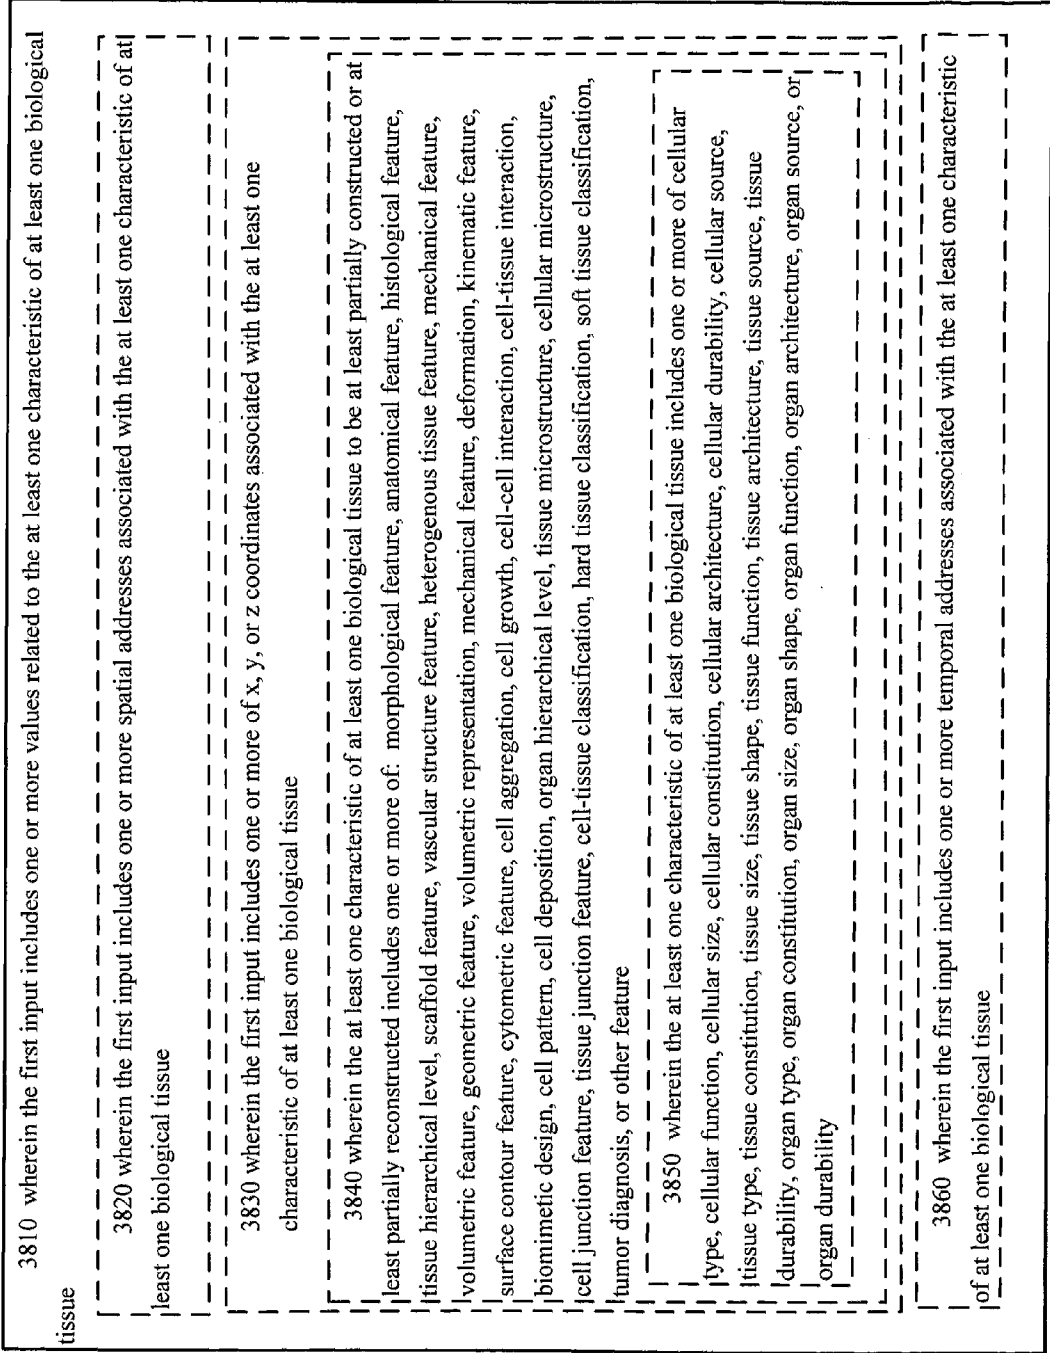 3810 wherein the first input includes one or more values related to the at least one characteristic of at least one biological
tissue
3820 wherein the first input includes one or more spatial addresses associated with the at least one characteristic of at
least one biological tissue
3830 wherein the first input includes one or more of x, y, or z coordinates associated with the at least one
characteristic of at least one biological tissue
3840 wherein the at least one characteristic of at least one biological tissue to be at least partially constructed or at
least partially reconstructed includes one or more of: morphological feature, anatomical feature, histological feature,
tissue hierarchical level, scaffold feature, vascular structure feature, heterogenous tissue feature, mechanical feature,
volumetric feature, geometric feature, volumetric representation, mechanical feature, deformation, kinematic feature,
surface contour feature, cytometric feature, cell aggregation, cell growth, cell-cell interaction, cell-tissue interaction,
biomimetic design, cell pattern, cell deposition, organ hierarchical level, tissue microstructure, cellular microstructure,
cell junction feature, tissue junction feature, cell-tissue classification, hard tissue classification, soft tissue classification,
tumor diagnosis, or other feature
3850 wherein the at least one characteristic of at least one biological tissue includes one or more of cellular
type, cellular function, cellular size, cellular constitution, cellular architecture, cellular durability, cellular source,
tissue type, tissue constitution, tissue size, tissue shape, tissue function, tissue architecture, tissue source, tissue
durability, organ type, organ constitution, organ size, organ shape, organ function, organ architecture, organ source, or
organ durability
3860 wherein the first input includes one or more temporal addresses associated with the at least one characteristic
of at least one biological tissue